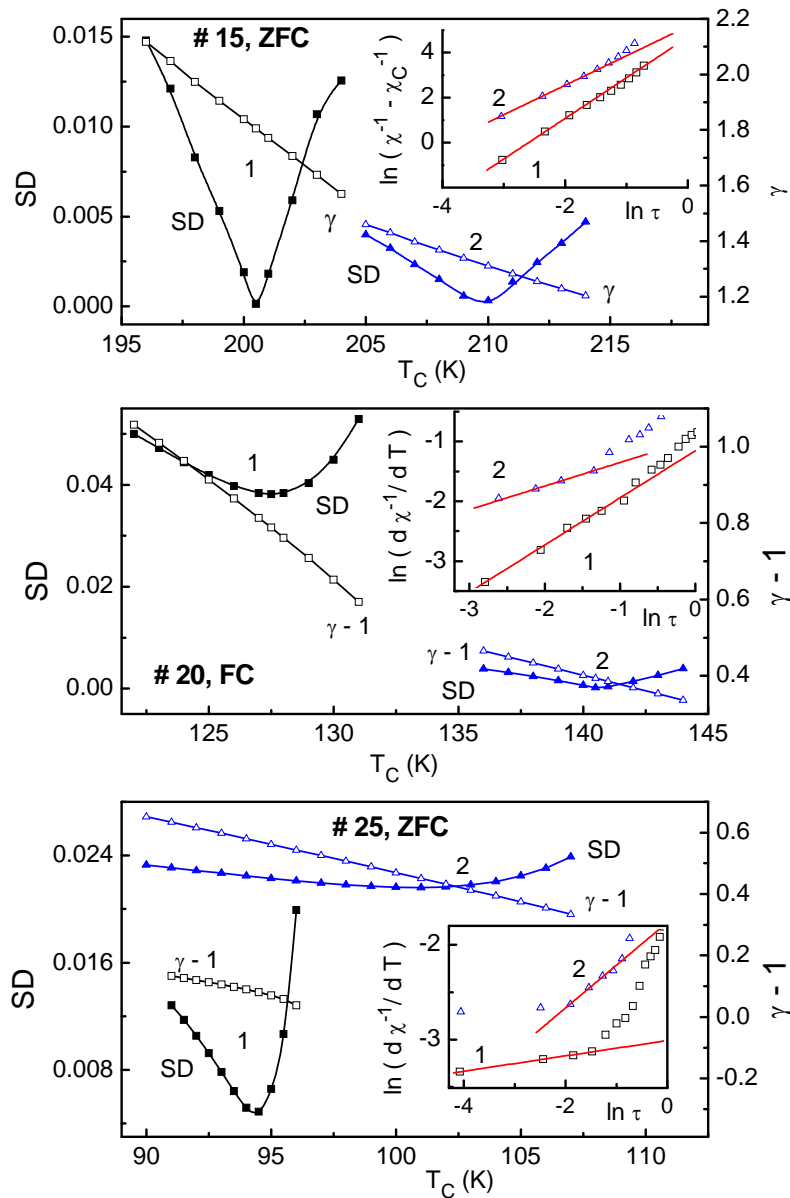 # 15, ZFC
SD
0.015
0.010
0.005
0.000
1
SD
γ
2
SD
γ
195
200
205
210
215
T_C (K)
2.2
2.0
1.8
1.6
1.4
1.2
γ
ln ( χ⁻¹ - χ_C⁻¹)
4
2
0
2
1
-4
-2
0
ln τ
# 20, FC
SD
0.04
0.02
0.00
1
SD
γ - 1
γ - 1
2
SD
125
130
135
140
145
T_C (K)
1.0
0.8
0.6
0.4
γ - 1
ln ( d χ⁻¹/ d T )
-1
-2
-3
2
1
-3
-2
-1
0
ln τ
# 25, ZFC
SD
0.024
0.016
0.008
2
SD
γ - 1
γ - 1
1
SD
90
95
100
105
110
T_C (K)
0.6
0.4
0.2
0.0
-0.2
γ - 1
ln ( d χ⁻¹/ d T )
-2
-3
2
1
-4
-2
0
ln τ